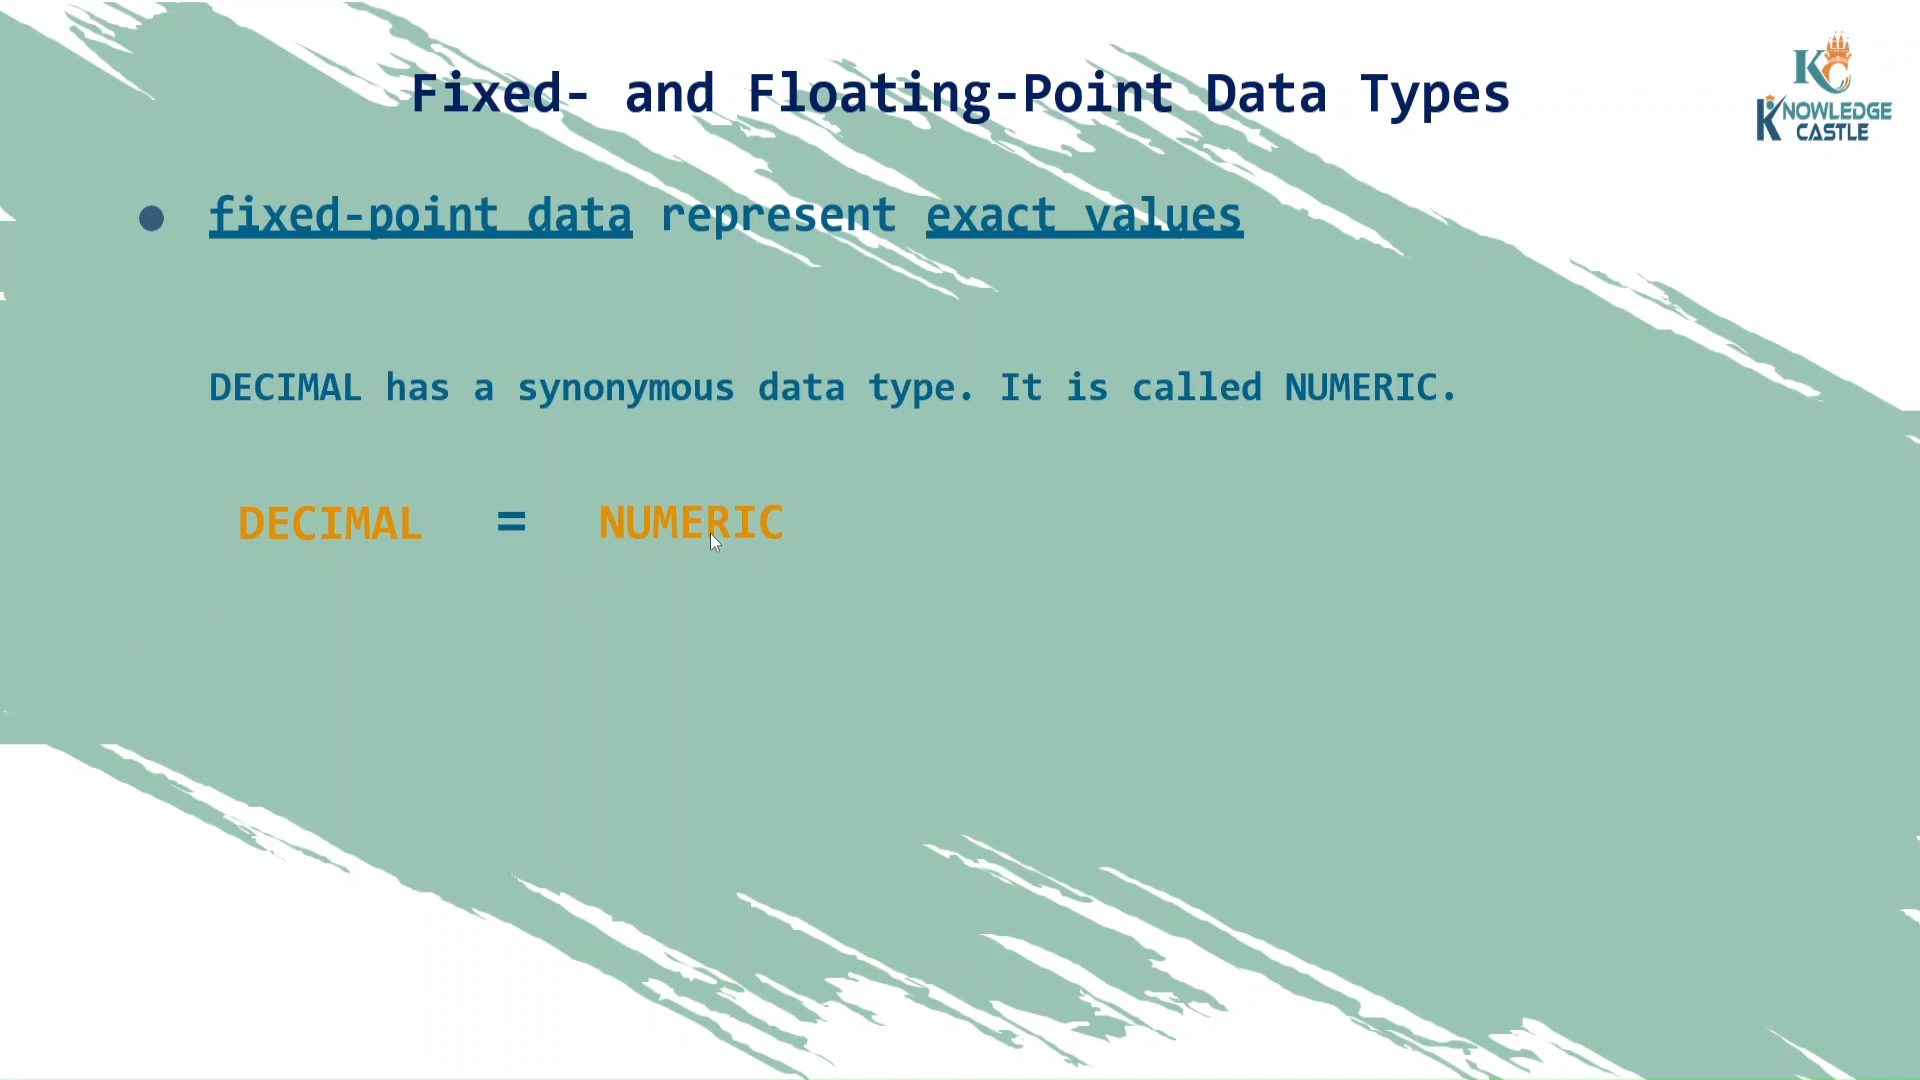 Fixed- and Floating-Point Data Types
KC
KNOWLEDGE
CASTLE
● fixed-point data represent exact values
DECIMAL has a synonymous data type. It is called NUMERIC.
DECIMAL = NUMERIC